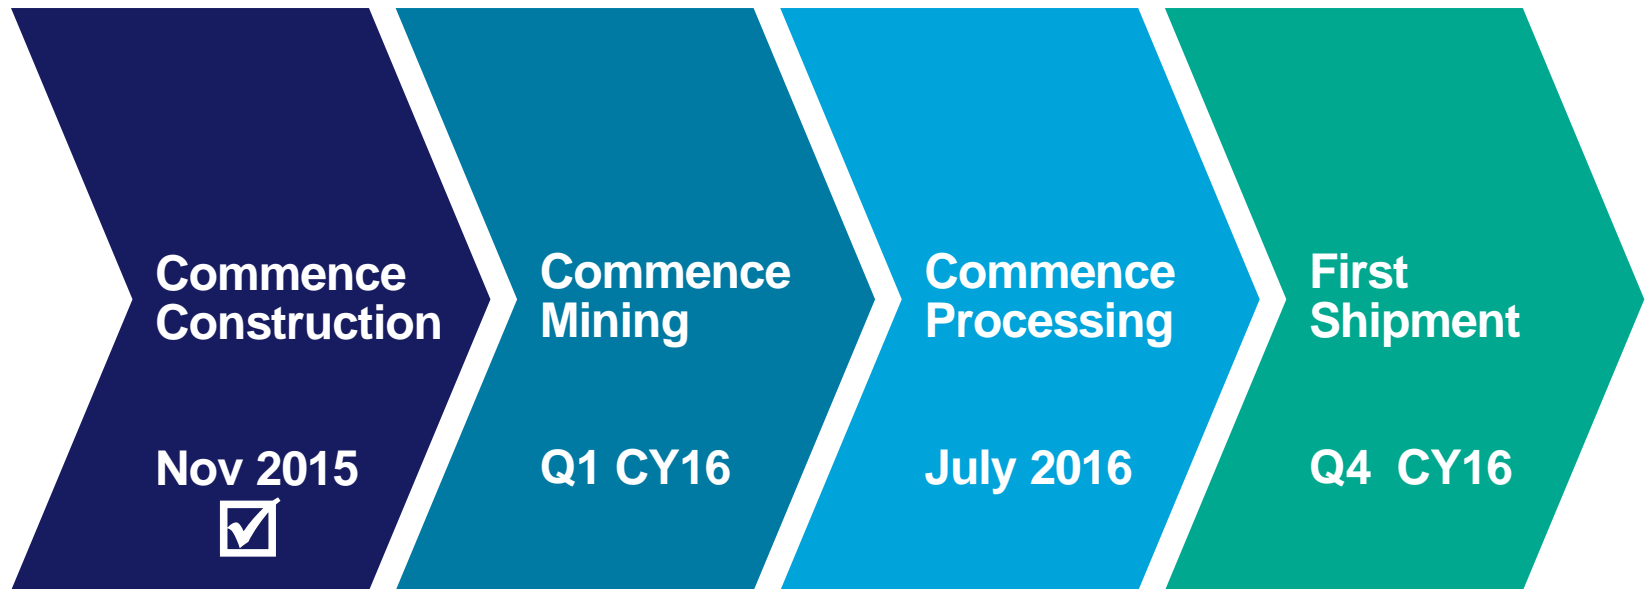 Commence
Construction
Nov 2015
Commence
Mining
Q1 CY16
Commence
Processing
July 2016
First
Shipment
Q4  CY16